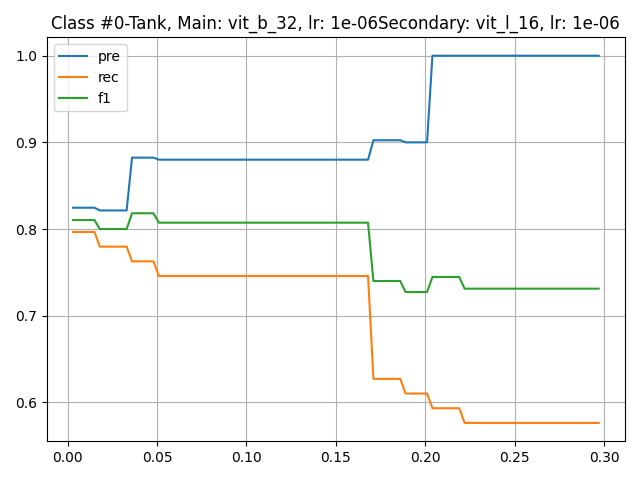 Class #0-Tank, Main: vit_b_32, lr: 1e-06Secondary: vit_l_16, lr: 1e-06
pre
rec
f1
1.0
0.9
0.8
0.7
0.6
0.00 0.05 0.10 0.15 0.20 0.25 0.30